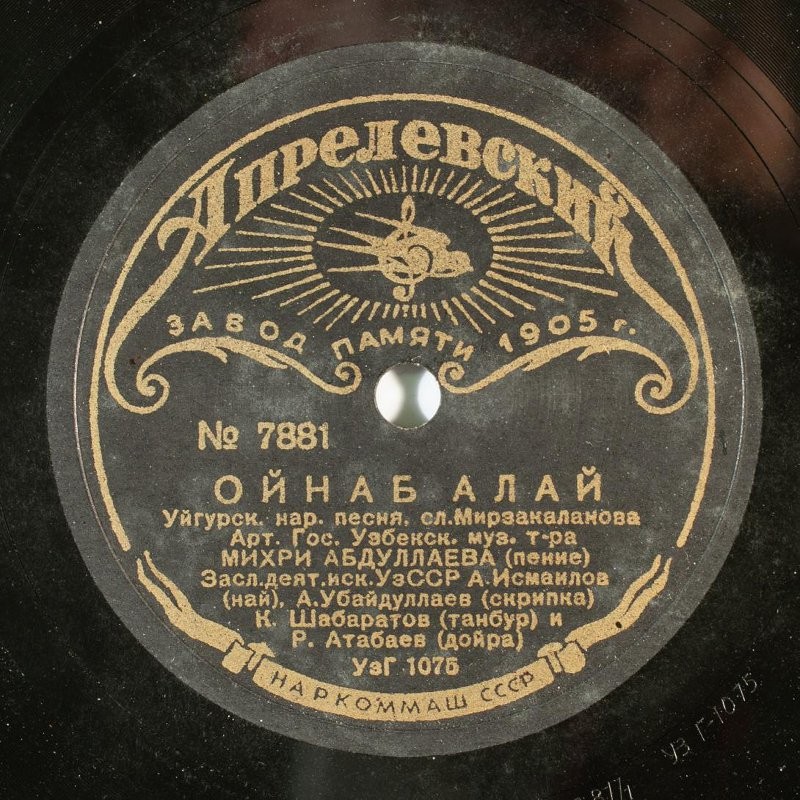 Апрелевский
ЗАВОД ПАМЯТИ 1905 г.
№ 7881
ОЙНАБ АЛАЙ
Уйгурск. нар. песня, сл.Мирзакаланова
Арт. Гос. Узбекск. муз. т-ра
МИХРИ АБДУЛЛАЕВА (пение)
Засл.деят.иск.УзССР А.Исмаилов
(най), А.Убайдуллаев (скрипка)
К. Шабаратов (танбур) и
Р. Атабаев (дойра)
УзГ 1075
НАРКОММАШ СССР
УЗ Г-1075